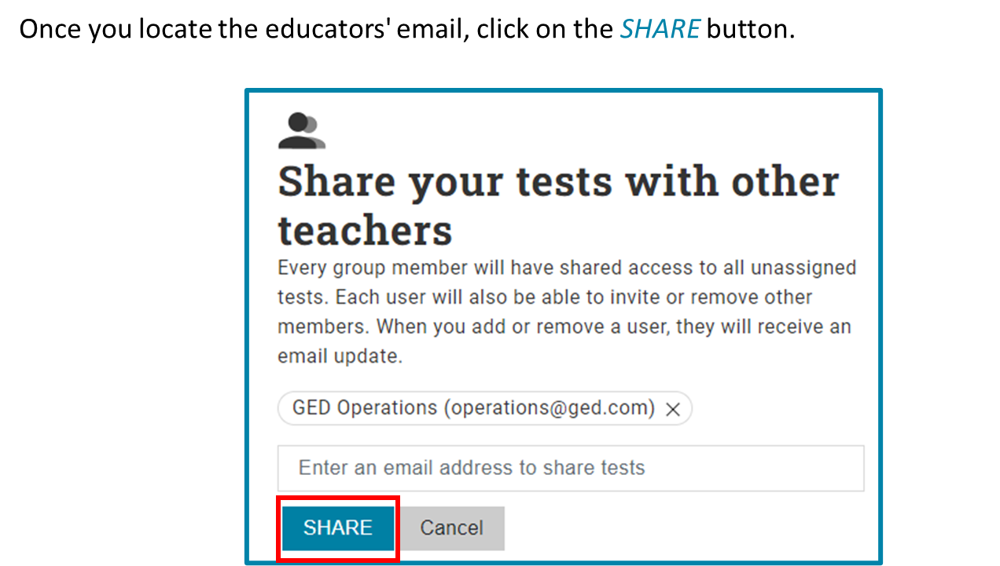 Once you locate the educators' email, click on the SHARE button.
Share your tests with other
teachers
Every group member will have shared access to all unassigned
tests. Each user will also be able to invite or remove other
members. When you add or remove a user, they will receive an
email update.
GED Operations (operations@ged.com) ×
Enter an email address to share tests
SHARE Cancel